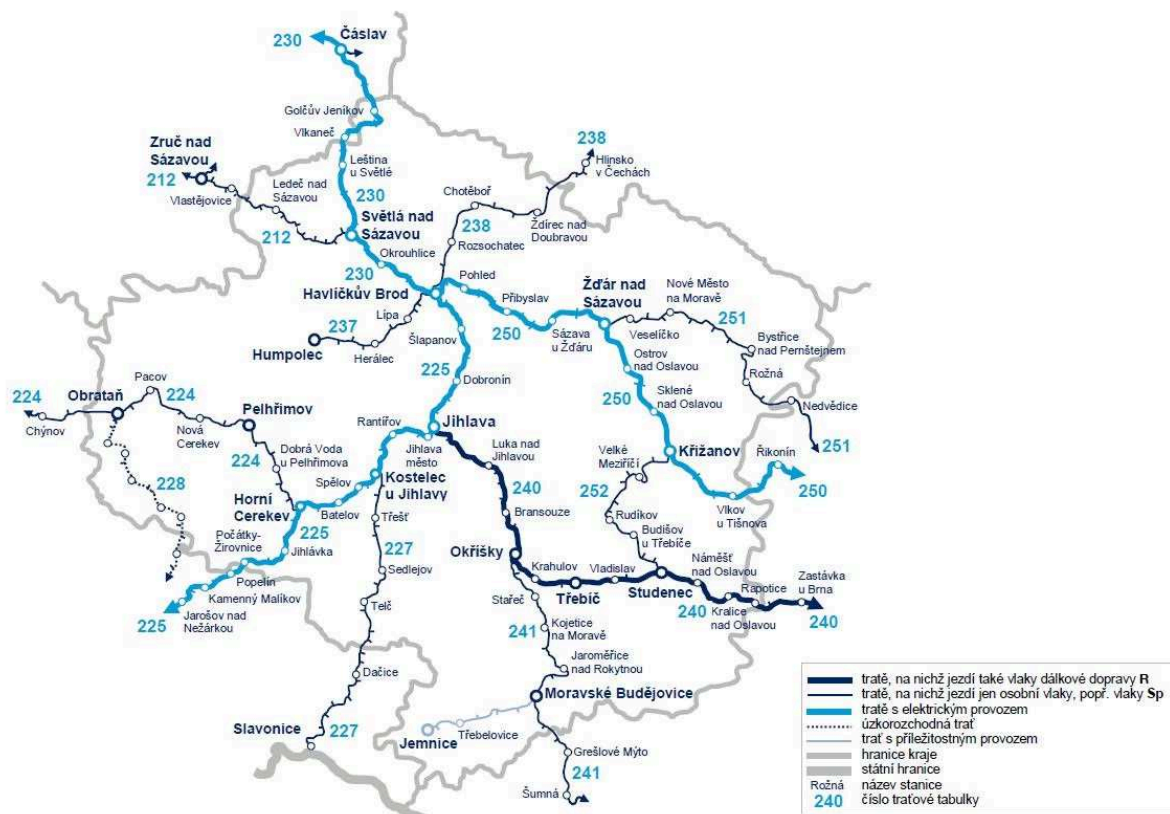 230
Čáslav
Golčův Jeníkov
Vlkaneč
Zruč nad
Sázavou
212
Vlastějovice
Ledeč nad
Sázavou
212
Leština
u Světlé
230
Světlá nad
Sázavou
Okrouhlice
230
238
Hlinsko
v Čechách
Chotěboř
238
Ždírec nad
Doubravou
Rozsochatec
Pohled
Havlíčkův Brod
Přibyslav
Žďár nad
Sázavou
Nové Město
na Moravě
251
Lípa
237
Humpolec
Herálec
Šlapanov
250
Sázava
u Žďáru
Veselíčko
Bystřice
nad Pernštejnem
Ostrov
nad Oslavou
225
Dobronín
Rožná
250
Sklené
nad Oslavou
Nedvědice
251
Pacov
224
Obrataň
224
Chýnov
Pelhřimov
Nová
Cerekev
Rantířov
Jihlava
224
Dobrá Voda
u Pelhřimova
Jihlava
město
Luka nad
Jihlavou
Velké
Meziříčí
Křižanov
Řikonín
250
228
Spělov
Kostelec
u Jihlavy
240
252
Horní
Cerekev
Batelov
Bransouze
Rudíkov
Vlkov
u Tišnova
Třešť
225
Počátky-
Žirovnice
Jihlávka
227
Budišov
u Třebíče
Okříšky
Sedlejov
Popelín
Kamenný Malíkov
Krahulov
Vladislav
Náměšť
nad Oslavou
Zastávka
u Brna
Rapotice
225
Jarošov nad
Nežárkou
Telč
Stařeč
Třebíč
Studenec
240
Kralice
nad Oslavou
240
241
Kojetice
na Moravě
Jaroměřice
nad Rokytnou
Dačice
Moravské Budějovice
Slavonice
227
Jemnice
Třebelovice
Grešlové Mýto
241
Šumná
tratě, na nichž jezdí také vlaky dálkové dopravy R
tratě, na nichž jezdí jen osobní vlaky, popř. vlaky Sp
tratě s elektrickým provozem
úzkorozchodná trať
trať s příležitostným provozem
hranice kraje
státní hranice
Rožná název stanice
240 číslo traťové tabulky